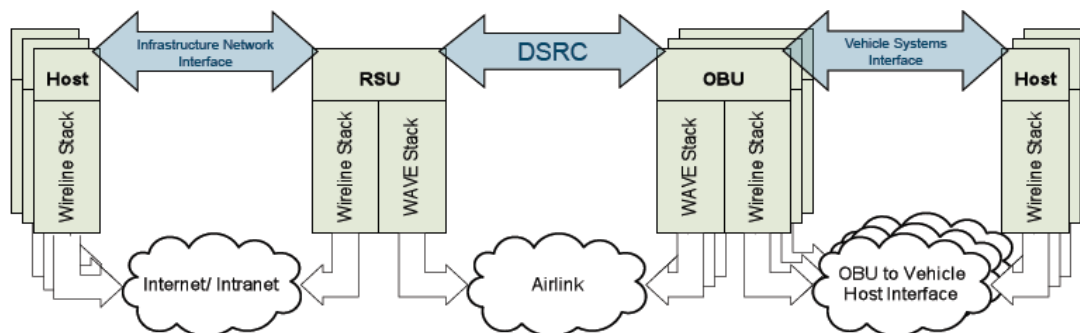 Infrastructure Network
Interface
DSRC
Vehicle Systems
Interface
Host
RSU
OBU
Host
Wireline Stack
Wireline Stack
WAVE Stack
WAVE Stack
Wireline Stack
Wireline Stack
Internet/ Intranet
Airlink
OBU to Vehicle
Host Interface